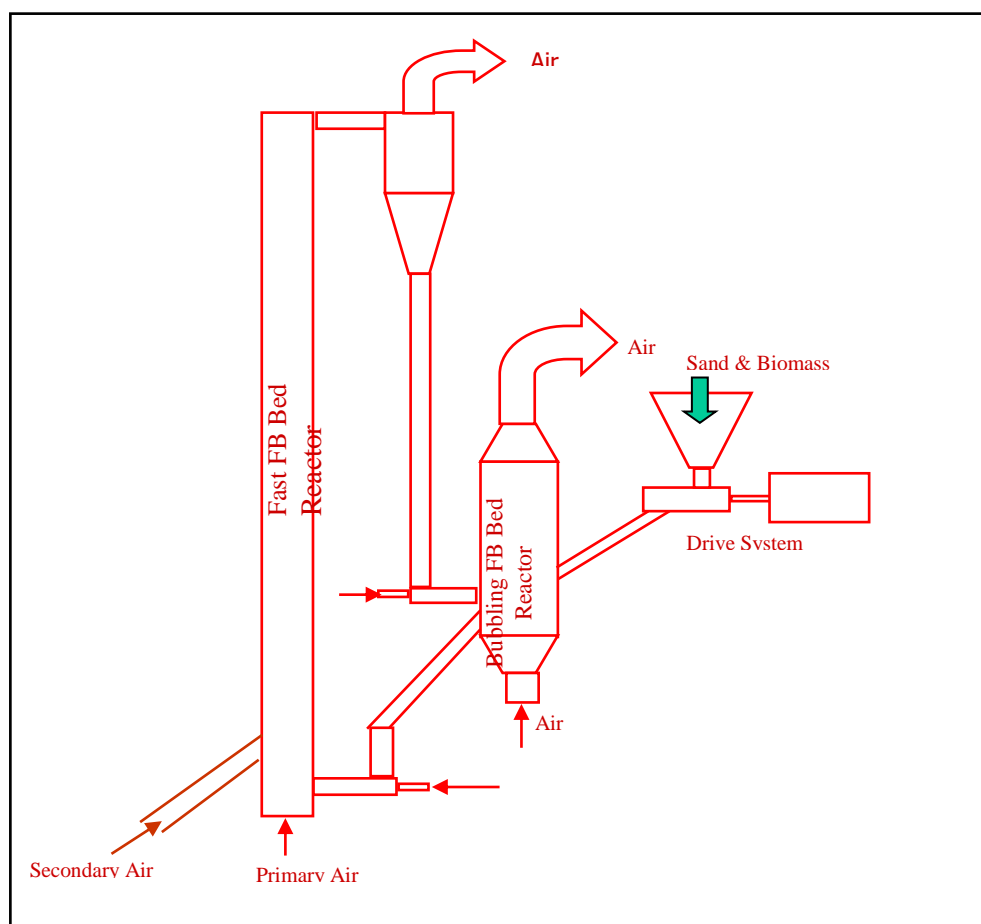 Air
Fast FB Bed
Reactor
Air
Sand & Biomass
Bubbling FB Bed
Reactor
Drive System
Air
Secondary Air
Primary Air